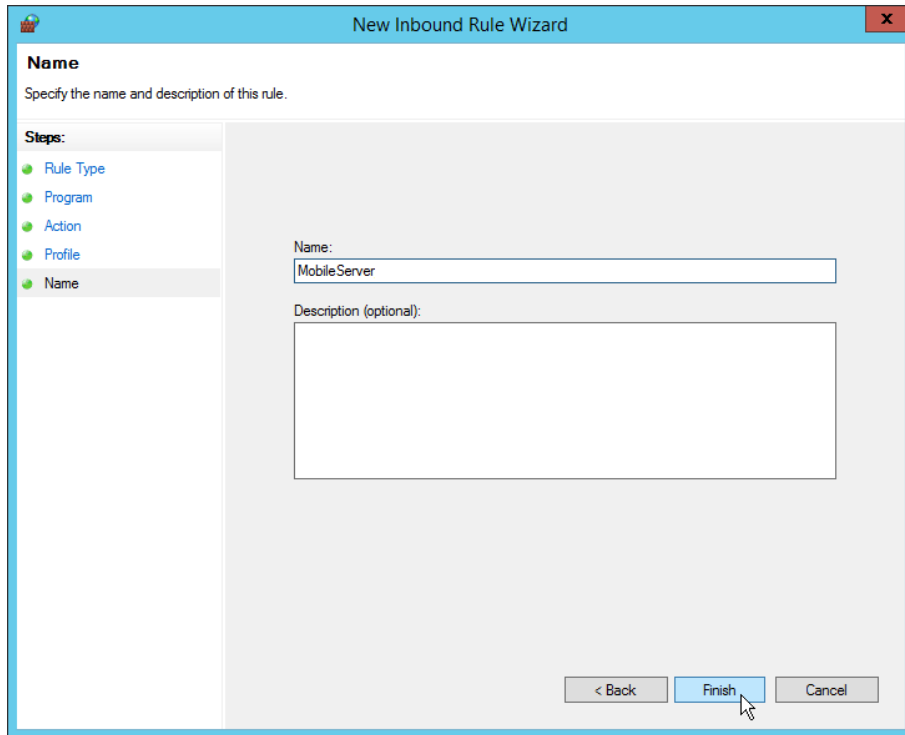 New Inbound Rule Wizard
x
Name
Specify the name and description of this rule.
Steps:
Rule Type
Program
Action
Profile
Name
Name:
MobileServer
Description (optional):
< Back
Finish
Cancel